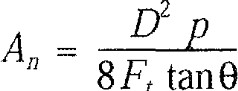 A_n = \frac{D^2 p}{8 F_t \tan\theta}